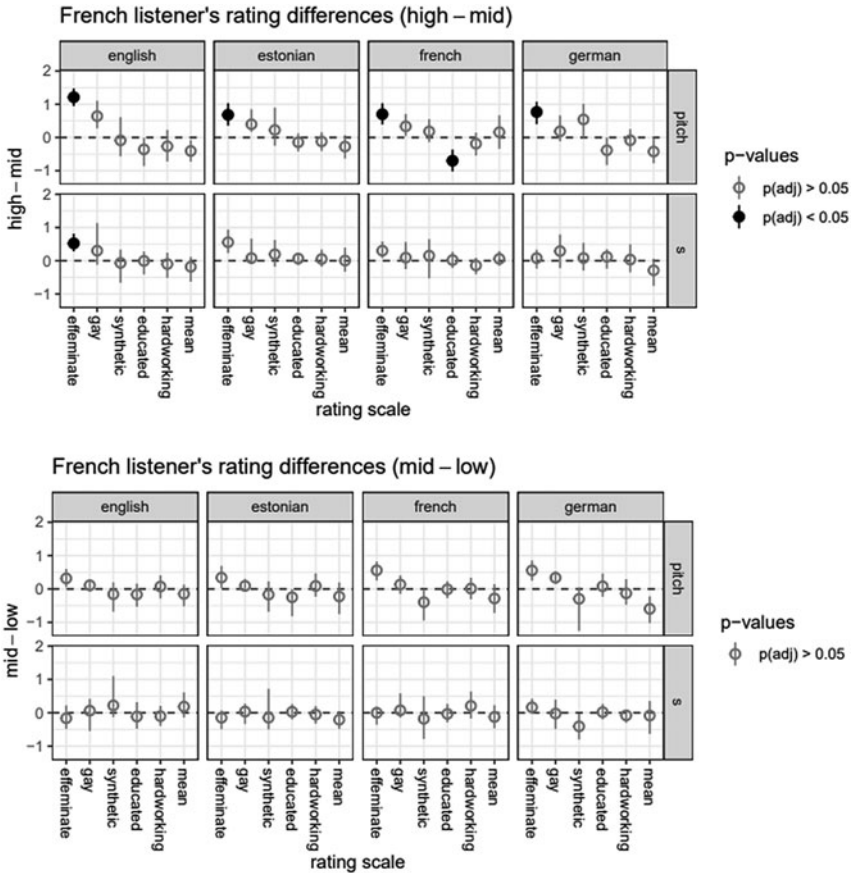 French listener's rating differences (high – mid)
english estonian french german
2
1
0
−1
pitch
2
1
0
−1
s
high – mid
effeminate gay synthetic educated hardworking mean effeminate gay synthetic educated hardworking mean effeminate gay synthetic educated hardworking mean effeminate gay synthetic educated hardworking mean
rating scale
p−values
p(adj) > 0.05
p(adj) < 0.05
French listener's rating differences (mid – low)
english estonian french german
2
1
0
−1
pitch
2
1
0
−1
s
mid – low
effeminate gay synthetic educated hardworking mean effeminate gay synthetic educated hardworking mean effeminate gay synthetic educated hardworking mean effeminate gay synthetic educated hardworking mean
rating scale
p−values
p(adj) > 0.05